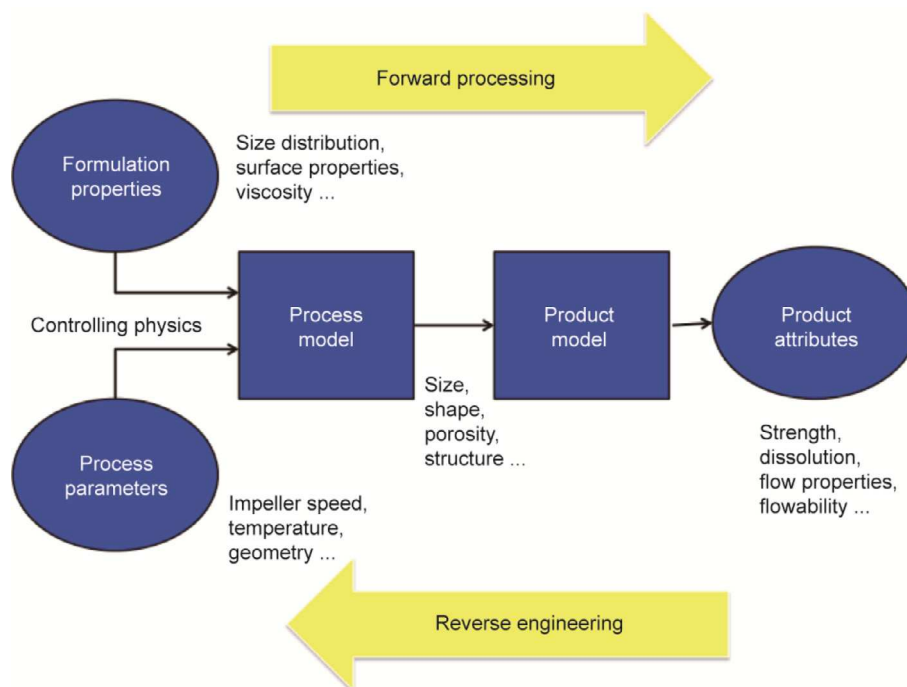 Forward processing
Formulation
properties
Size distribution,
surface properties,
viscosity ...
Controlling physics
Process
model
Product
model
Product
attributes
Size,
shape,
porosity,
structure ...
Process
parameters
Impeller speed,
temperature,
geometry ...
Strength,
dissolution,
flow properties,
flowability ...
Reverse engineering